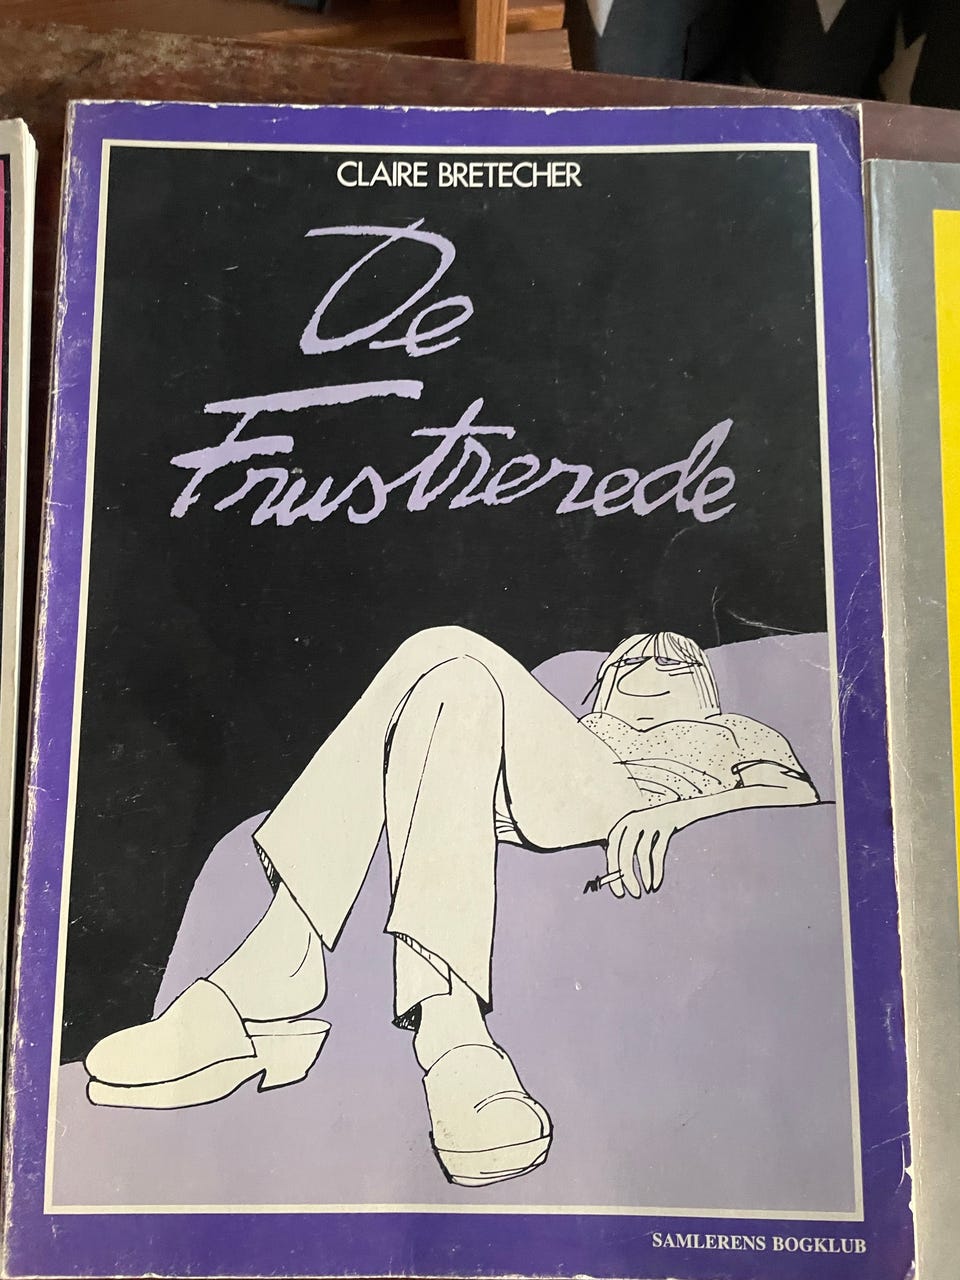 CLAIRE BRETECHER
De
Frustrerede
SAMLERENS BOGKLUB